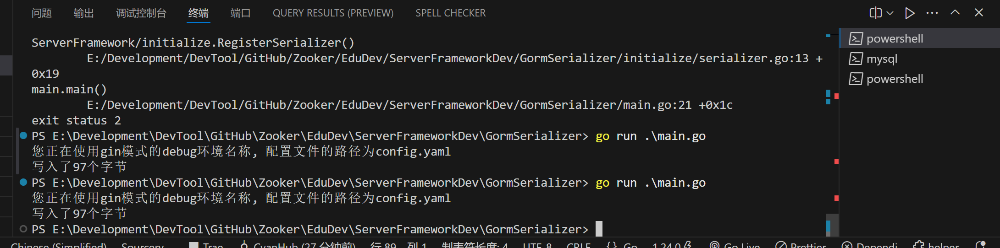 问题 输出 调试控制台 终端 端口 QUERY RESULTS (PREVIEW) SPELL CHECKER
ServerFramework/initialize.RegisterSerializer()
E:/Development/DevTool/GitHub/Zooker/EduDev/ServerFrameworkDev/GormSerializer/initialize/serializer.go:13 +
0x19
main.main()
E:/Development/DevTool/GitHub/Zooker/EduDev/ServerFrameworkDev/GormSerializer/main.go:21 +0x1c
exit status 2
PS E:\Development\DevTool\GitHub\Zooker\EduDev\ServerFrameworkDev\GormSerializer> go run .\main.go
您正在使用gin模式的debug环境名称, 配置文件的路径为config.yaml
写入了97个字节
PS E:\Development\DevTool\GitHub\Zooker\EduDev\ServerFrameworkDev\GormSerializer> go run .\main.go
您正在使用gin模式的debug环境名称, 配置文件的路径为config.yaml
写入了97个字节
PS E:\Development\DevTool\GitHub\Zooker\EduDev\ServerFrameworkDev\GormSerializer>
powershell
mysql
powershell
Chinese (Simplified) Sourcery Trae CyanHub (27 分钟前) 行 89, 列 1 制表符长度: 4 UTF-8 CRLF {} Go 1.24.0 Go Live Prettier Dependi helper